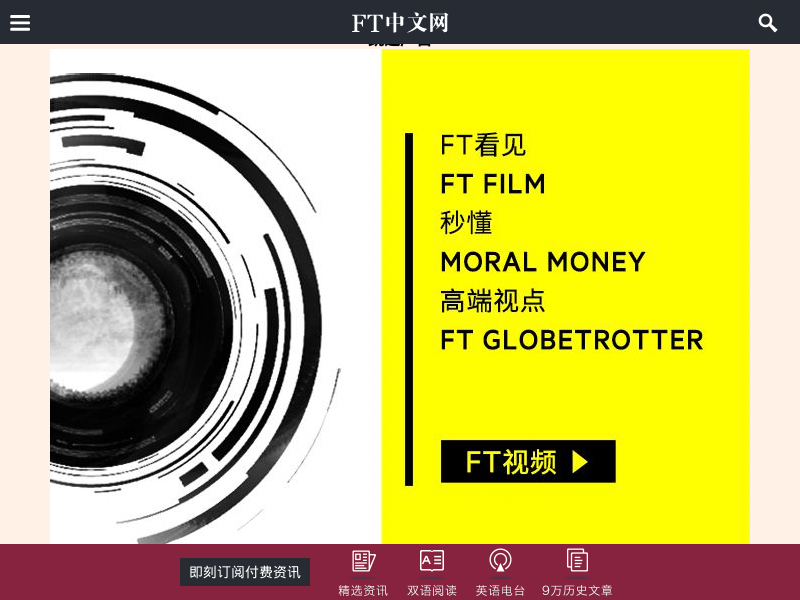 FT中文网
FT看见
FT FILM
秒懂
MORAL MONEY
高端视点
FT GLOBETROTTER
FT视频
即刻订阅付费资讯
精选资讯
双语阅读
英语电台
9万历史文章